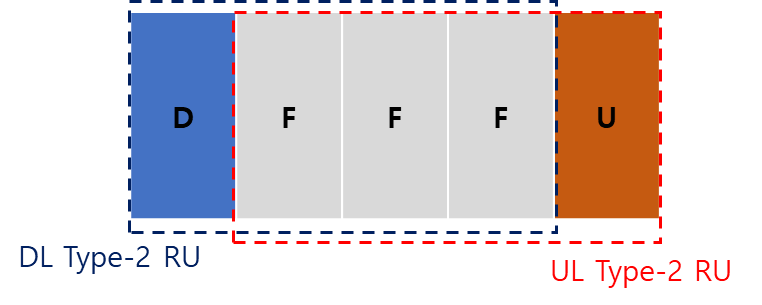 D F F F U
DL Type-2 RU
UL Type-2 RU